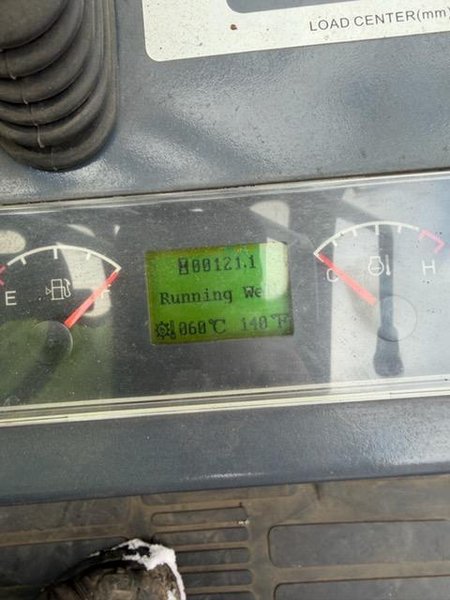 LOAD CENTER(mm)
00121.1
Running We
E F
C H
060℃ 140℉